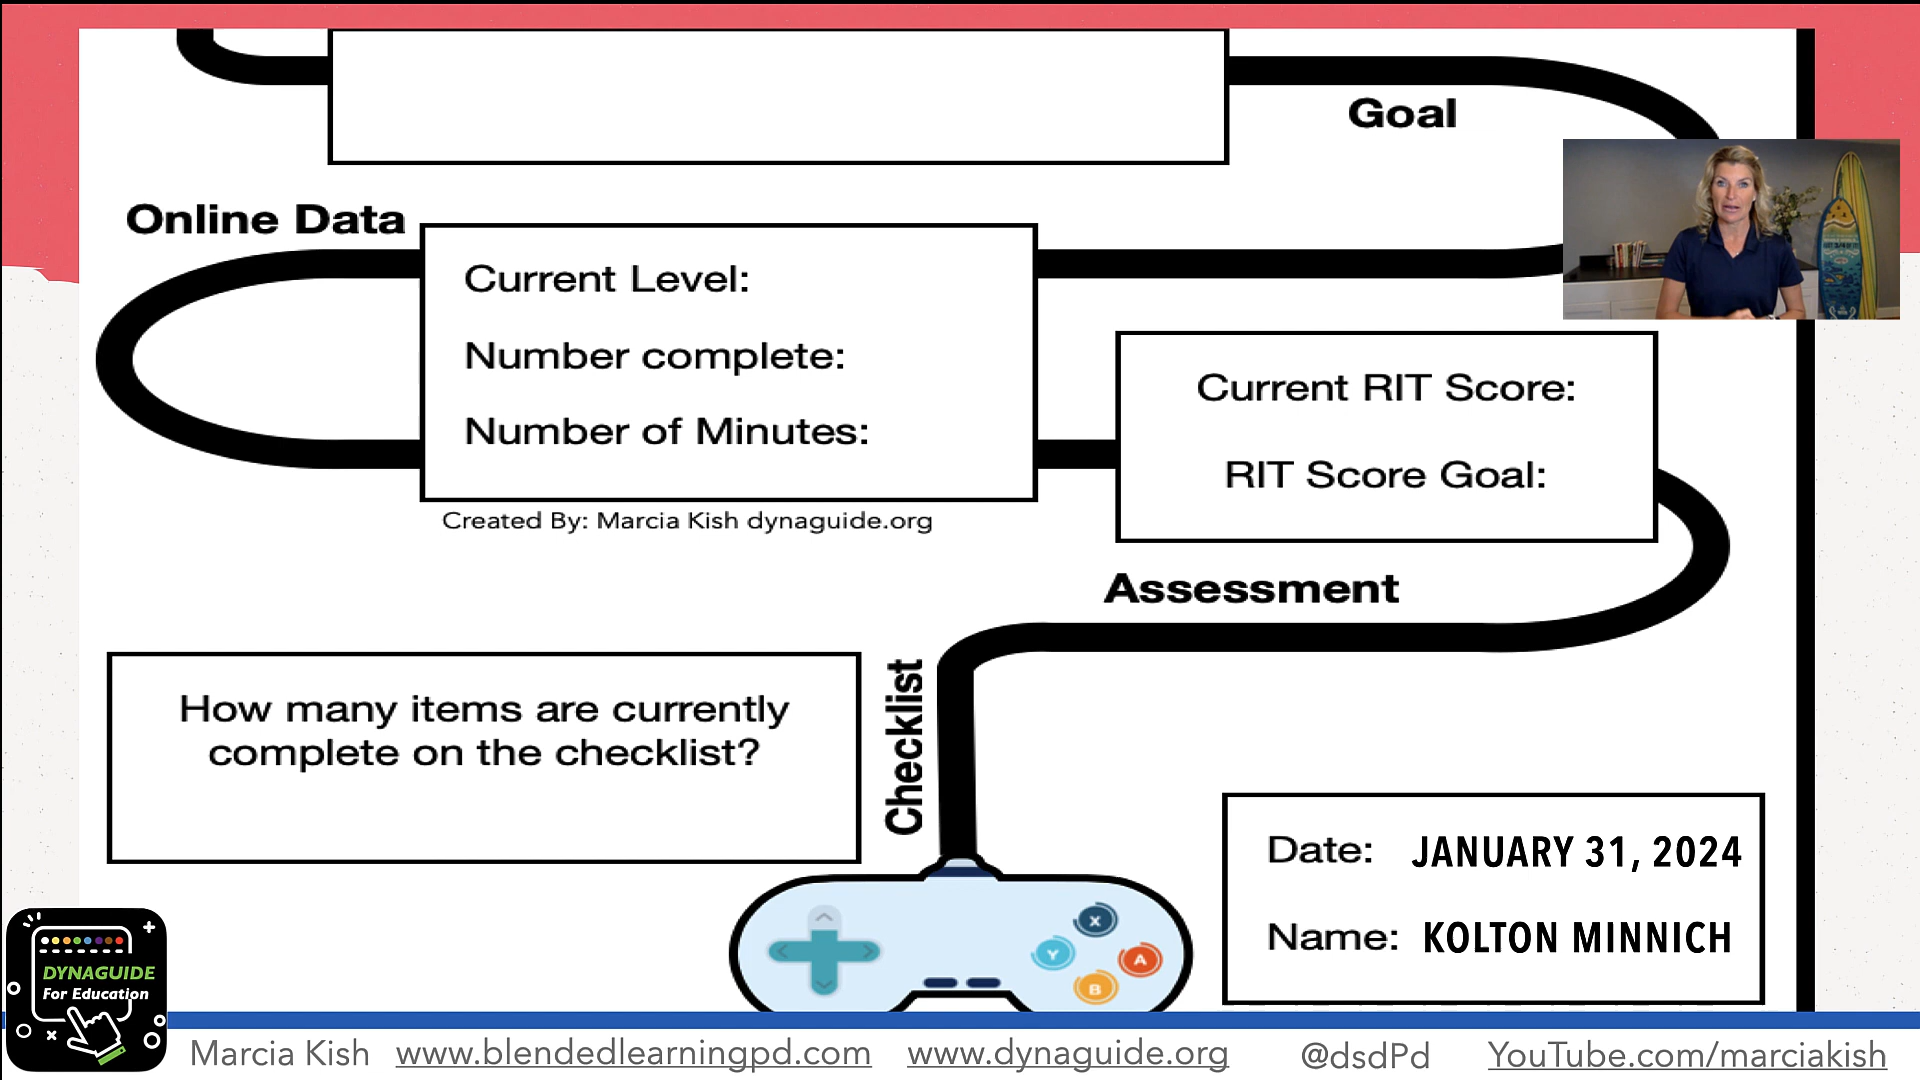 Goal
Online Data
Current Level:
Number complete:
Number of Minutes:
Created By: Marcia Kish dynaguide.org
Current RIT Score:
RIT Score Goal:
Assessment
Checklist
How many items are currently
complete on the checklist?
Date: JANUARY 31, 2024
Name: KOLTON MINNICH
X
Y
A
B
DYNAGUIDE
For Education
Marcia Kish www.blendedlearningpd.com www.dynaguide.org @dsdPd YouTube.com/marciakish